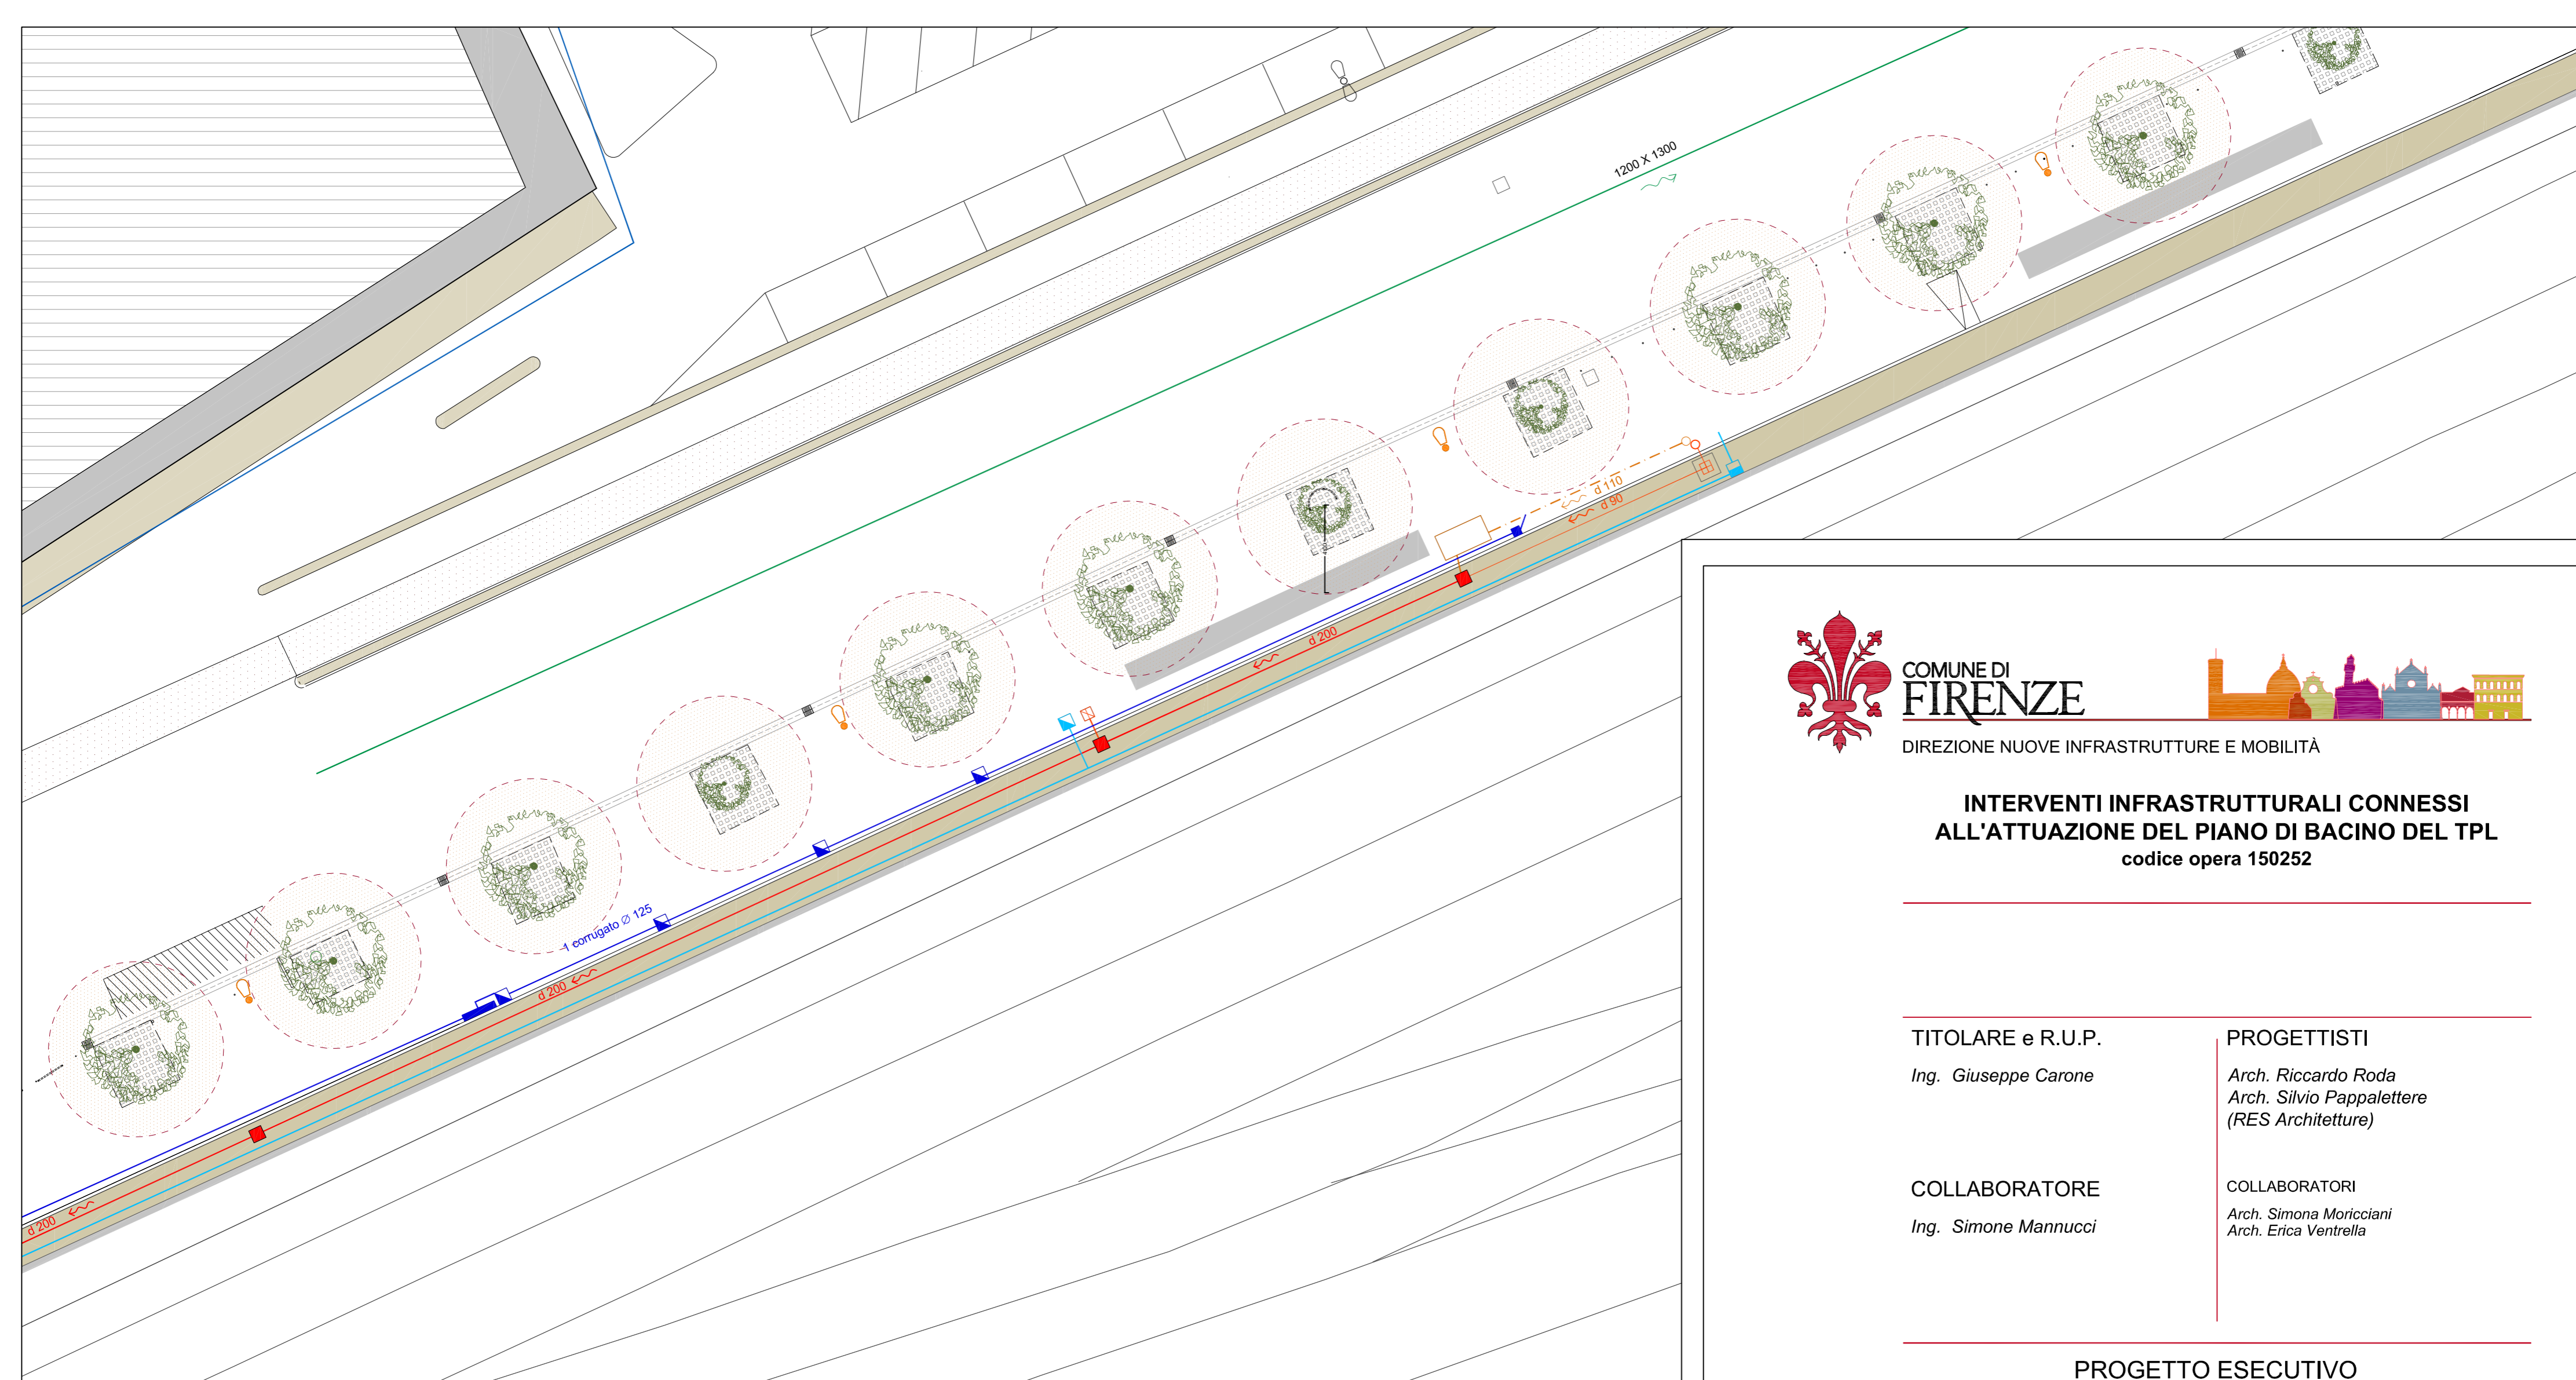 1200 X 1300
d 110
d 90
d 200
1 corrugato ∅ 125
d 200
d 200
COMUNE DI
FIRENZE
DIREZIONE NUOVE INFRASTRUTTURE E MOBILITÀ
INTERVENTI INFRASTRUTTURALI CONNESSI
ALL'ATTUAZIONE DEL PIANO DI BACINO DEL TPL
codice opera 150252
TITOLARE e R.U.P.
Ing. Giuseppe Carone
PROGETTISTI
Arch. Riccardo Roda
Arch. Silvio Pappalettere
(RES Architetture)
COLLABORATORE
Ing. Simone Mannucci
COLLABORATORI
Arch. Simona Moricciani
Arch. Erica Ventrella
PROGETTO ESECUTIVO